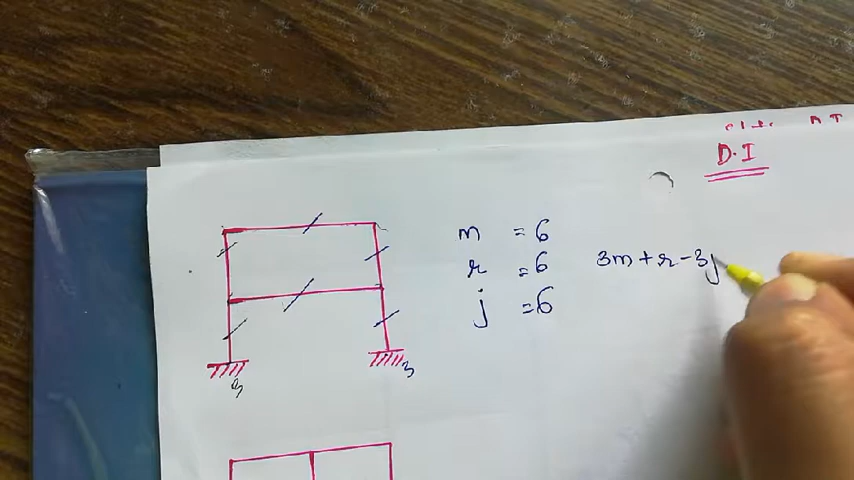 D.I
m = 6
r = 6 3m + r - 3j
j = 6
3 3